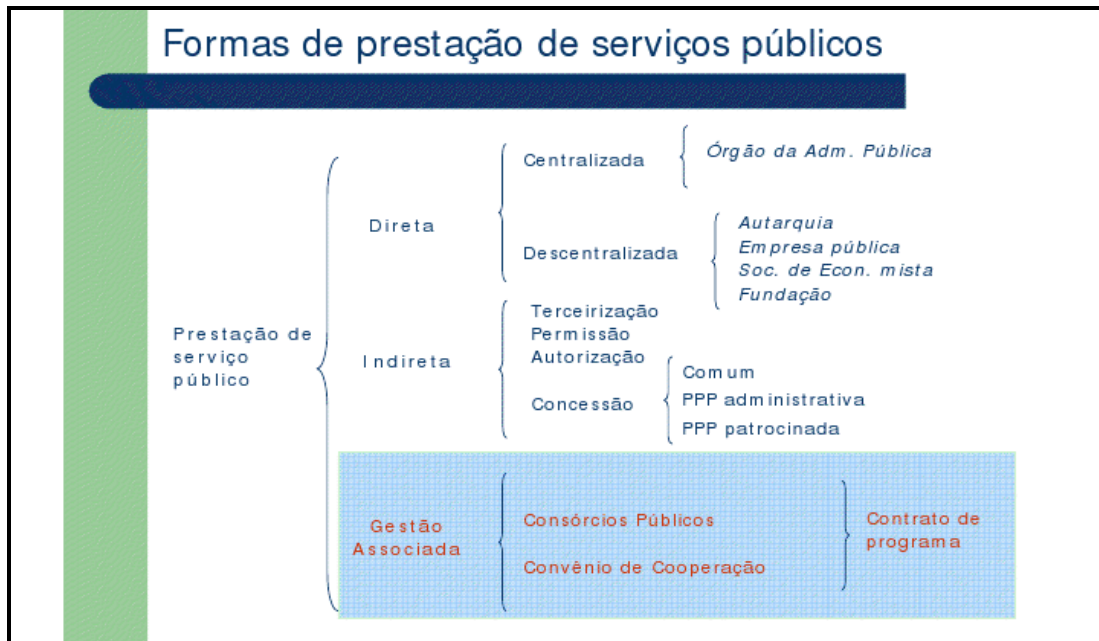 Formas de prestação de serviços públicos
Prestação de
serviço
público
Direta
Centralizada
Órgão da Adm. Pública
Descentralizada
Autarquia
Empresa pública
Soc. de Econ. mista
Fundação
Indireta
Terceirização
Permissão
Autorização
Concessão
Comum
PPP administrativa
PPP patrocinada
Gestão
Associada
Consórcios Públicos
Convênio de Cooperação
Contrato de
programa